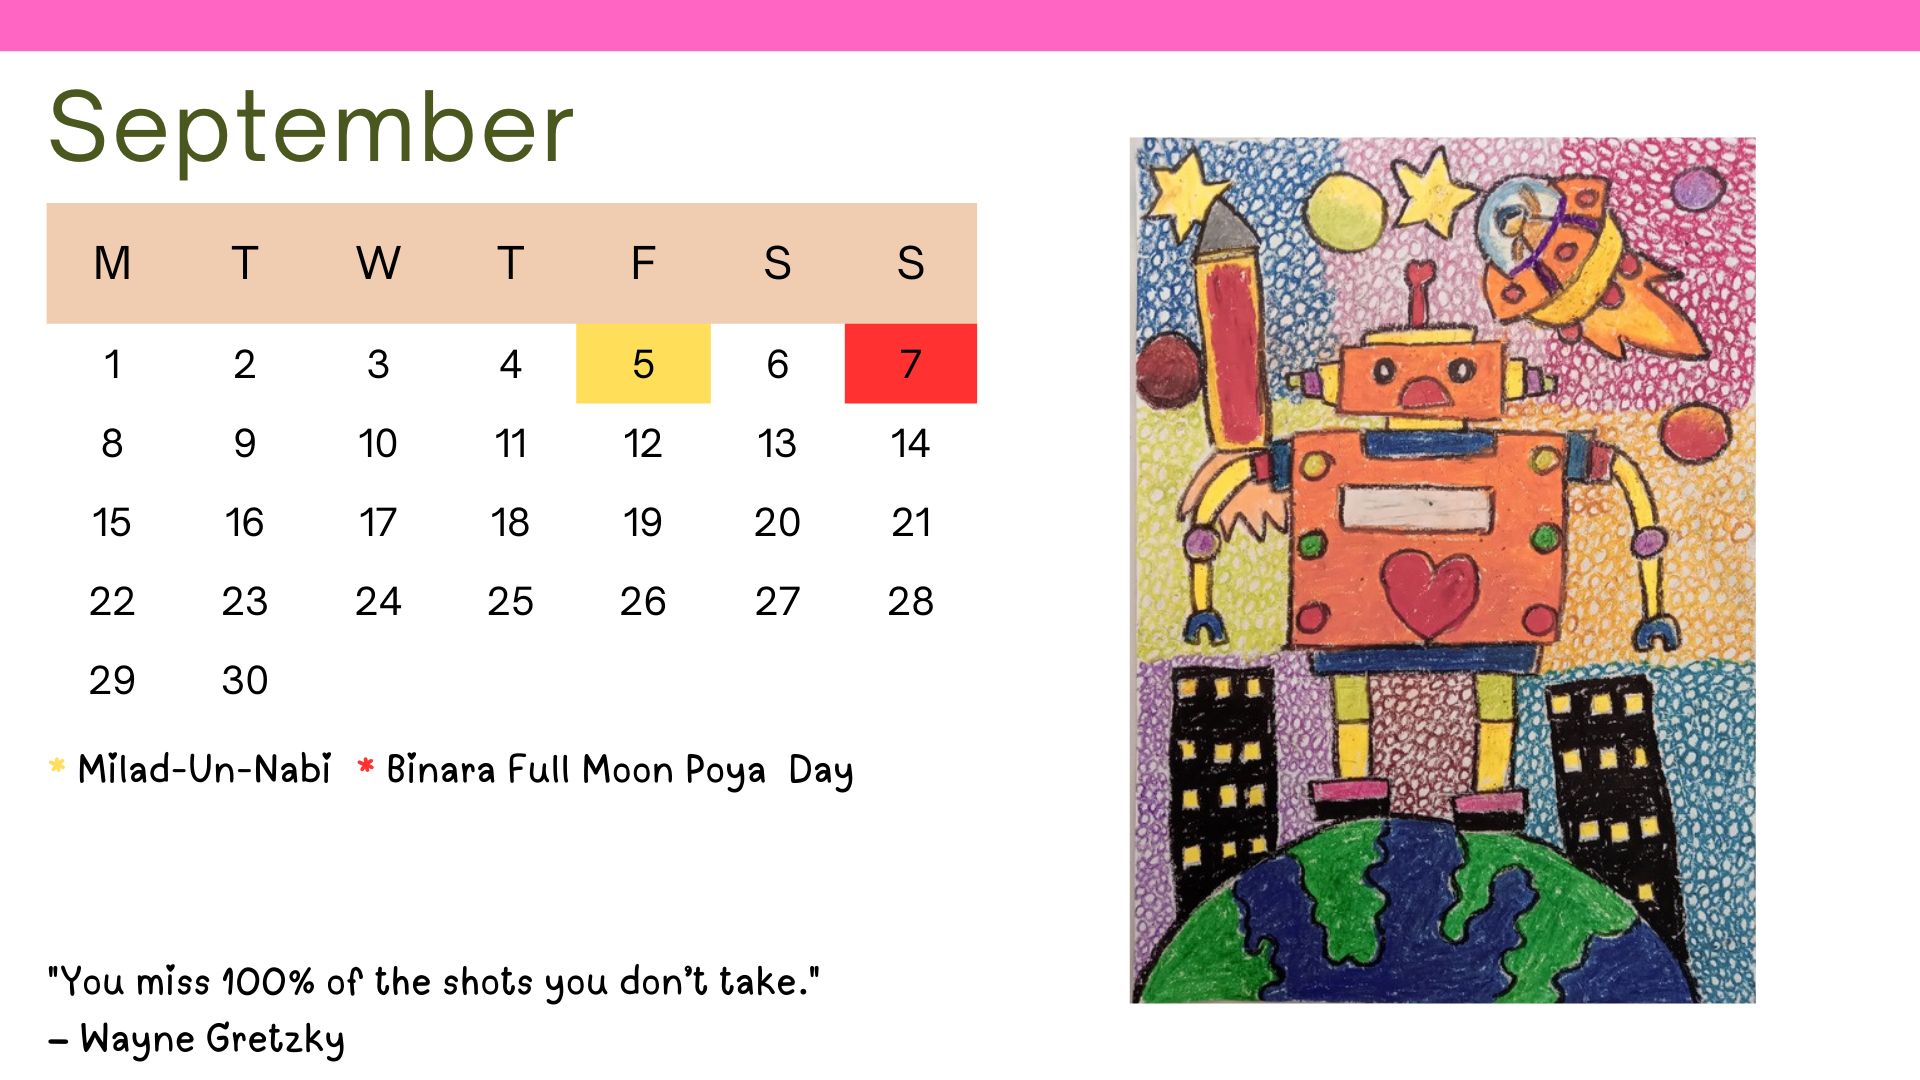 September
M T W T F S S
1 2 3 4 5 6 7
8 9 10 11 12 13 14
15 16 17 18 19 20 21
22 23 24 25 26 27 28
29 30
* Milad-Un-Nabi * Binara Full Moon Poya Day
"You miss 100% of the shots you don’t take."
– Wayne Gretzky